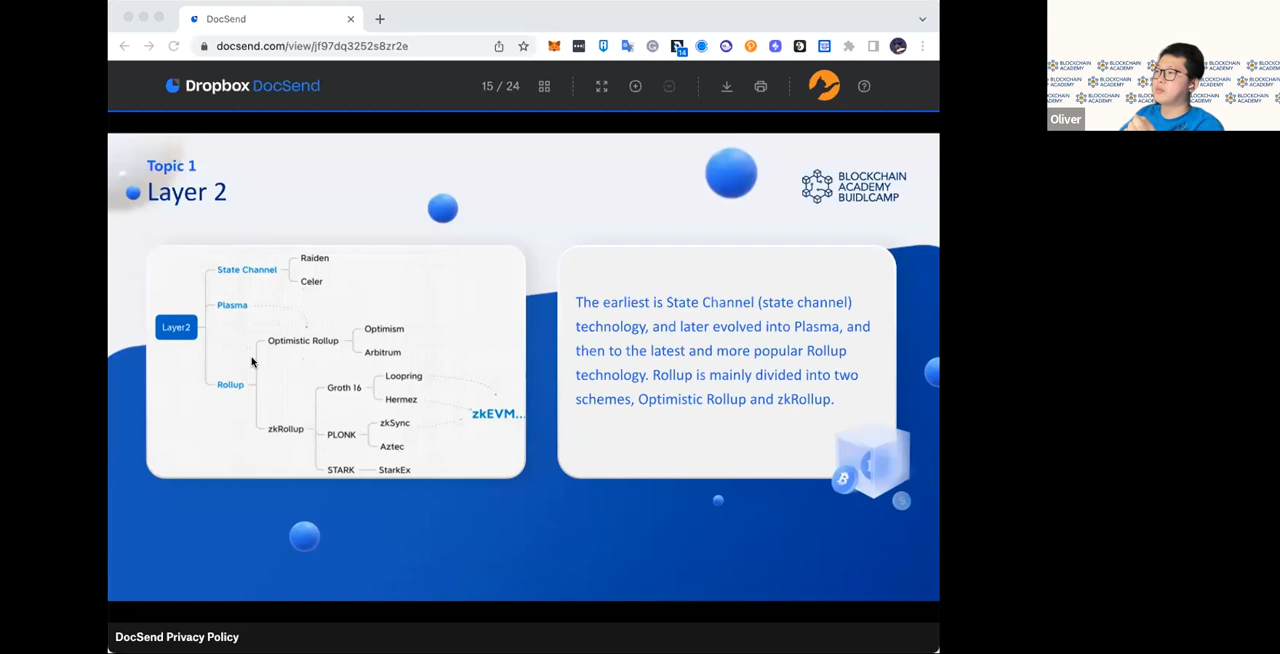 DocSend
docsend.com/view/jf97dq3252s8zr2e
14
Dropbox DocSend
15 / 24
BLOCKCHAIN ACADEMY
Oliver
Topic 1
Layer 2
BLOCKCHAIN
ACADEMY
BUIDLCAMP
Layer2
State Channel
Raiden
Celer
Plasma
Rollup
Optimistic Rollup
Optimism
Arbitrum
zkRollup
Groth 16
Loopring
Hermez
PLONK
zkSync
Aztec
STARK
StarkEx
zkEVM...
The earliest is State Channel (state channel)
technology, and later evolved into Plasma, and
then to the latest and more popular Rollup
technology. Rollup is mainly divided into two
schemes, Optimistic Rollup and zkRollup.
DocSend Privacy Policy